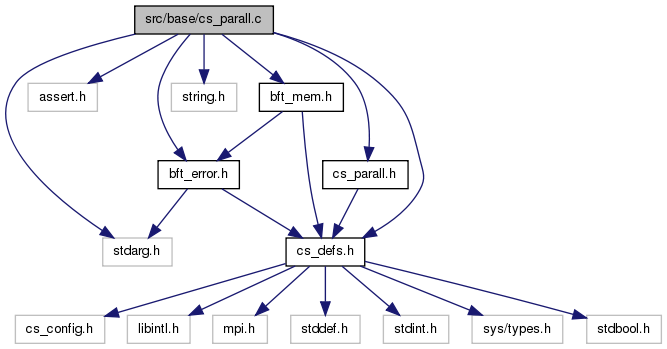 src/base/cs_parall.c
assert.h
string.h
bft_mem.h
bft_error.h
cs_parall.h
stdarg.h
cs_defs.h
cs_config.h
libintl.h
mpi.h
stddef.h
stdint.h
sys/types.h
stdbool.h